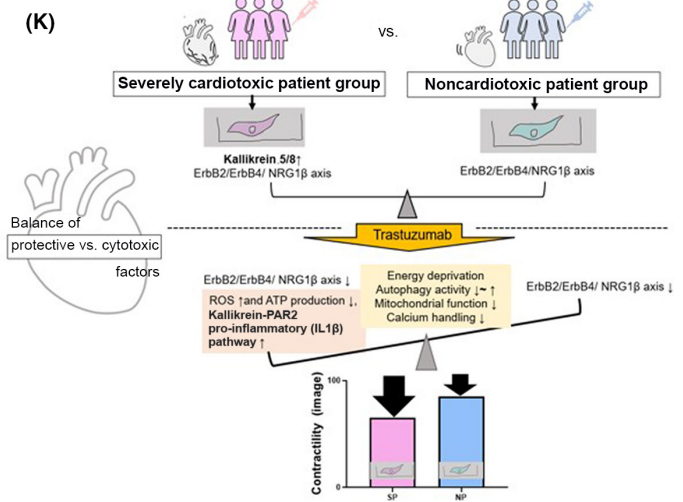 (K)
vs.
Severely cardiotoxic patient group
Noncardiotoxic patient group
Kallikrein 5/8↑
ErbB2/ErbB4/ NRG1β axis
ErbB2/ErbB4/NRG1β axis
Balance of
protective vs. cytotoxic
factors
Trastuzumab
ErbB2/ErbB4/ NRG1β axis ↓
ROS ↑and ATP production ↓,
Kallikrein-PAR2
pro-inflammatory (IL1β)
pathway ↑
Energy deprivation
Autophagy activity ↓~ ↑
Mitochondrial function ↓
Calcium handling ↓
ErbB2/ErbB4/ NRG1β axis ↓
Contractility (image)
100
0
SP
NP